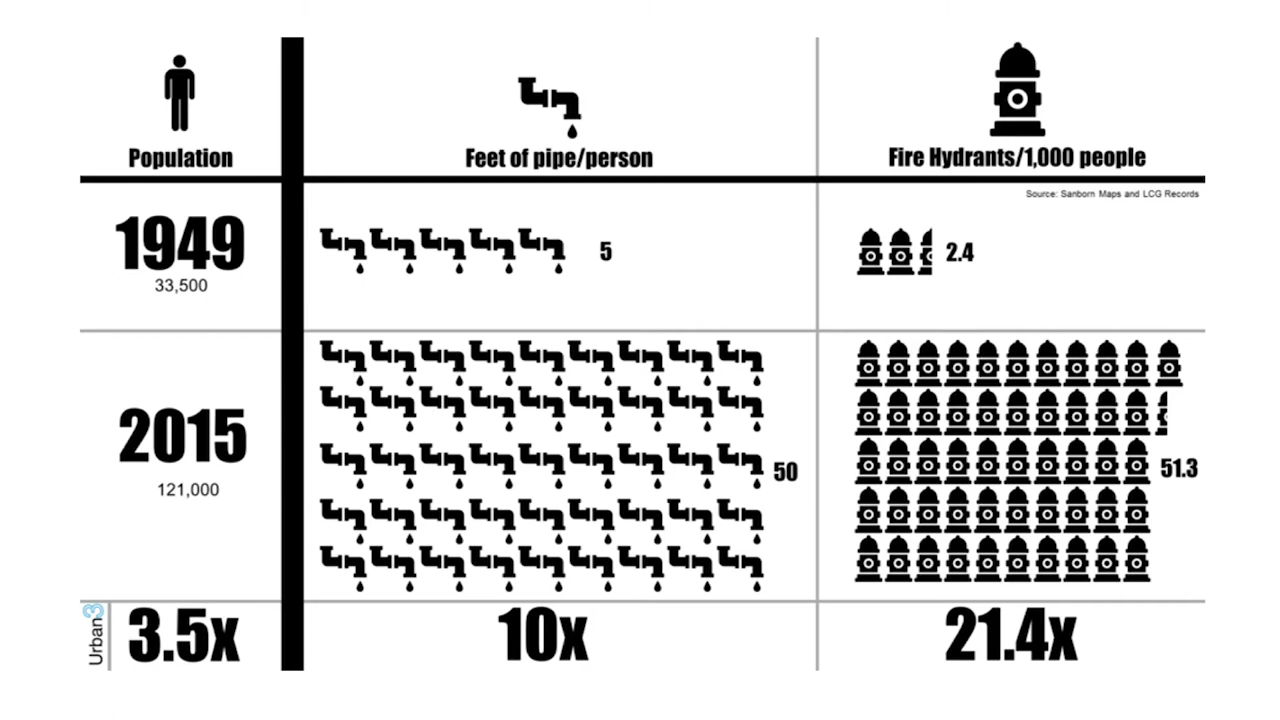 Population
Feet of pipe/person
Fire Hydrants/1,000 people
Source: Sanborn Maps and LCG Records
1949
33,500
5
2.4
2015
121,000
50
51.3
Urban3
3.5x
10x
21.4x